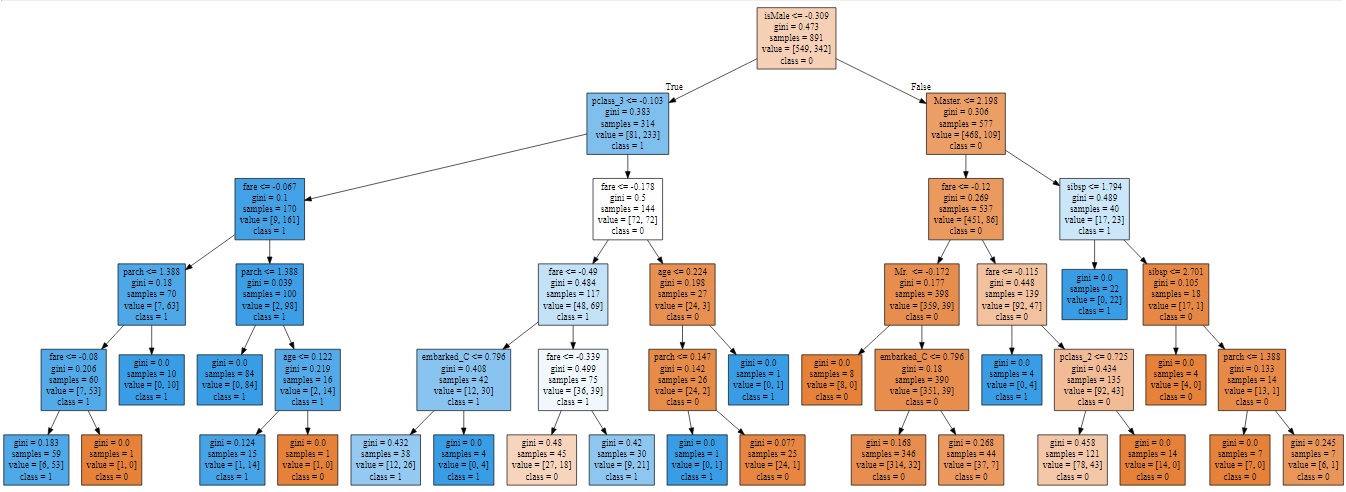 isMale <= -0.309
gini = 0.473
samples = 891
value = [549, 342]
class = 0
True
False
pclass_3 <= -0.103
gini = 0.383
samples = 314
value = [81, 233]
class = 1
Master. <= 2.198
gini = 0.306
samples = 577
value = [468, 109]
class = 0
fare <= -0.067
gini = 0.1
samples = 170
value = [9, 161]
class = 1
fare <= -0.178
gini = 0.5
samples = 144
value = [72, 72]
class = 0
fare <= -0.12
gini = 0.269
samples = 537
value = [451, 86]
class = 0
sibsp <= 1.794
gini = 0.489
samples = 40
value = [17, 23]
class = 1
parch <= 1.388
gini = 0.18
samples = 70
value = [7, 63]
class = 1
parch <= 1.388
gini = 0.039
samples = 100
value = [2, 98]
class = 1
fare <= -0.49
gini = 0.484
samples = 117
value = [48, 69]
class = 1
age <= 0.224
gini = 0.198
samples = 27
value = [24, 3]
class = 0
Mr. <= -0.172
gini = 0.177
samples = 398
value = [359, 39]
class = 0
fare <= -0.115
gini = 0.448
samples = 139
value = [92, 47]
class = 0
gini = 0.0
samples = 22
value = [0, 22]
class = 1
sibsp <= 2.701
gini = 0.105
samples = 18
value = [17, 1]
class = 0
fare <= -0.08
gini = 0.206
samples = 60
value = [7, 53]
class = 1
gini = 0.0
samples = 10
value = [0, 10]
class = 1
gini = 0.0
samples = 84
value = [0, 84]
class = 1
age <= 0.122
gini = 0.219
samples = 16
value = [2, 14]
class = 1
embarked_C <= 0.796
gini = 0.408
samples = 42
value = [12, 30]
class = 1
fare <= -0.339
gini = 0.499
samples = 75
value = [36, 39]
class = 1
parch <= 0.147
gini = 0.142
samples = 26
value = [24, 2]
class = 0
gini = 0.0
samples = 1
value = [0, 1]
class = 1
gini = 0.0
samples = 8
value = [8, 0]
class = 0
embarked_C <= 0.796
gini = 0.18
samples = 390
value = [351, 39]
class = 0
gini = 0.0
samples = 4
value = [0, 4]
class = 1
pclass_2 <= 0.725
gini = 0.434
samples = 135
value = [92, 43]
class = 0
gini = 0.0
samples = 4
value = [4, 0]
class = 0
parch <= 1.388
gini = 0.133
samples = 14
value = [13, 1]
class = 0
gini = 0.183
samples = 59
value = [6, 53]
class = 1
gini = 0.0
samples = 1
value = [1, 0]
class = 0
gini = 0.124
samples = 15
value = [1, 14]
class = 1
gini = 0.0
samples = 1
value = [1, 0]
class = 0
gini = 0.432
samples = 38
value = [12, 26]
class = 1
gini = 0.0
samples = 4
value = [0, 4]
class = 1
gini = 0.48
samples = 45
value = [27, 18]
class = 0
gini = 0.42
samples = 30
value = [9, 21]
class = 1
gini = 0.0
samples = 1
value = [0, 1]
class = 1
gini = 0.077
samples = 25
value = [24, 1]
class = 0
gini = 0.168
samples = 346
value = [314, 32]
class = 0
gini = 0.268
samples = 44
value = [37, 7]
class = 0
gini = 0.458
samples = 121
value = [78, 43]
class = 0
gini = 0.0
samples = 14
value = [14, 0]
class = 0
gini = 0.0
samples = 7
value = [7, 0]
class = 0
gini = 0.245
samples = 7
value = [6, 1]
class = 0